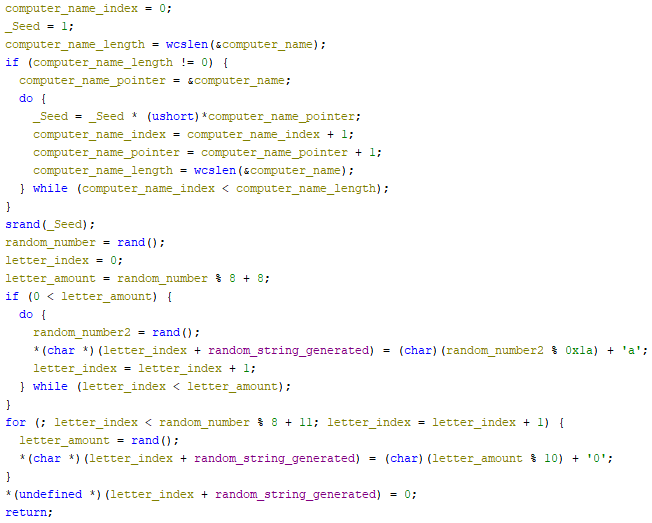 computer_name_index = 0;
_Seed = 1;
computer_name_length = wcslen(&computer_name);
if (computer_name_length != 0) {
  computer_name_pointer = &computer_name;
  do {
    _Seed = _Seed * (ushort)*computer_name_pointer;
    computer_name_index = computer_name_index + 1;
    computer_name_pointer = computer_name_pointer + 1;
    computer_name_length = wcslen(&computer_name);
  } while (computer_name_index < computer_name_length);
}
srand(_Seed);
random_number = rand();
letter_index = 0;
letter_amount = random_number % 8 + 8;
if (0 < letter_amount) {
  do {
    random_number2 = rand();
    *(char *)(letter_index + random_string_generated) = (char)(random_number2 % 0x1a) + 'a';
    letter_index = letter_index + 1;
  } while (letter_index < letter_amount);
}
for (; letter_index < random_number % 8 + 11; letter_index = letter_index + 1) {
  letter_amount = rand();
  *(char *)(letter_index + random_string_generated) = (char)(letter_amount % 10) + '0';
}
*(undefined *)(letter_index + random_string_generated) = 0;
return;